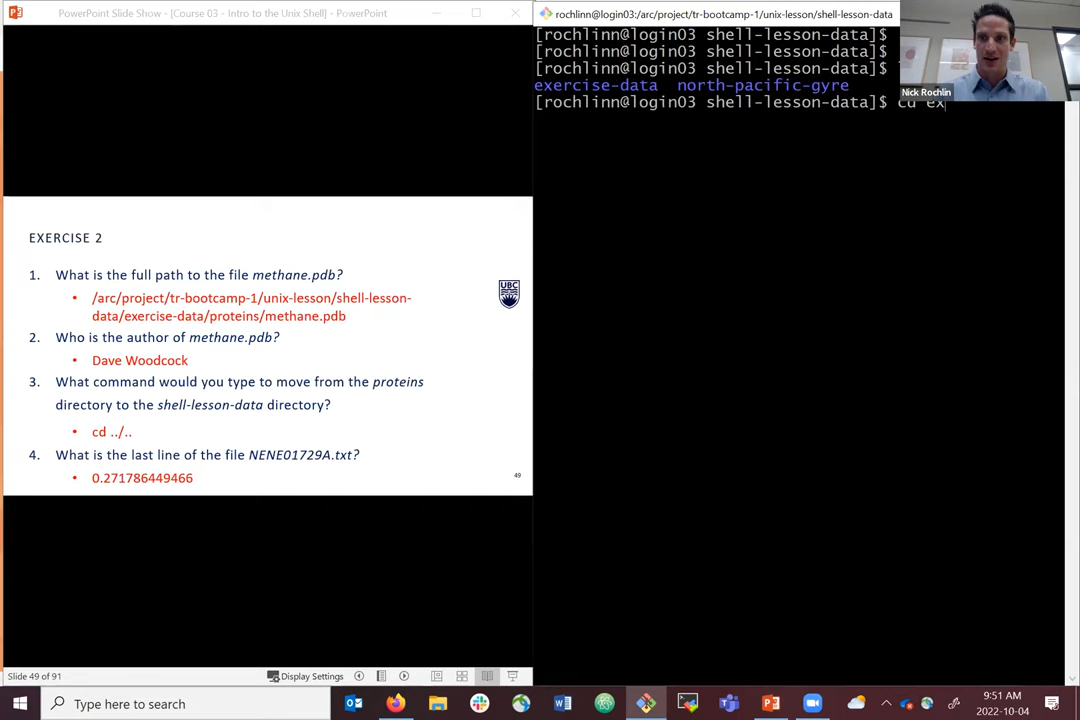 PowerPoint Slide Show - [Course 03 - Intro to the Unix Shell] - PowerPoint
EXERCISE 2
1. What is the full path to the file methane.pdb?
• /arc/project/tr-bootcamp-1/unix-lesson/shell-lesson-
data/exercise-data/proteins/methane.pdb
2. Who is the author of methane.pdb?
• Dave Woodcock
3. What command would you type to move from the proteins
directory to the shell-lesson-data directory?
• cd ../..
4. What is the last line of the file NENE01729A.txt?
• 0.271786449466
UBC
49
Slide 49 of 91
Display Settings
rochlinn@login03:/arc/project/tr-bootcamp-1/unix-lesson/shell-lesson-data
[rochlinn@login03 shell-lesson-data]$
[rochlinn@login03 shell-lesson-data]$
[rochlinn@login03 shell-lesson-data]$
exercise-data north-pacific-gyre
[rochlinn@login03 shell-lesson-data]$ cd ex
Nick Rochlin
Type here to search
9:51 AM
2022-10-04